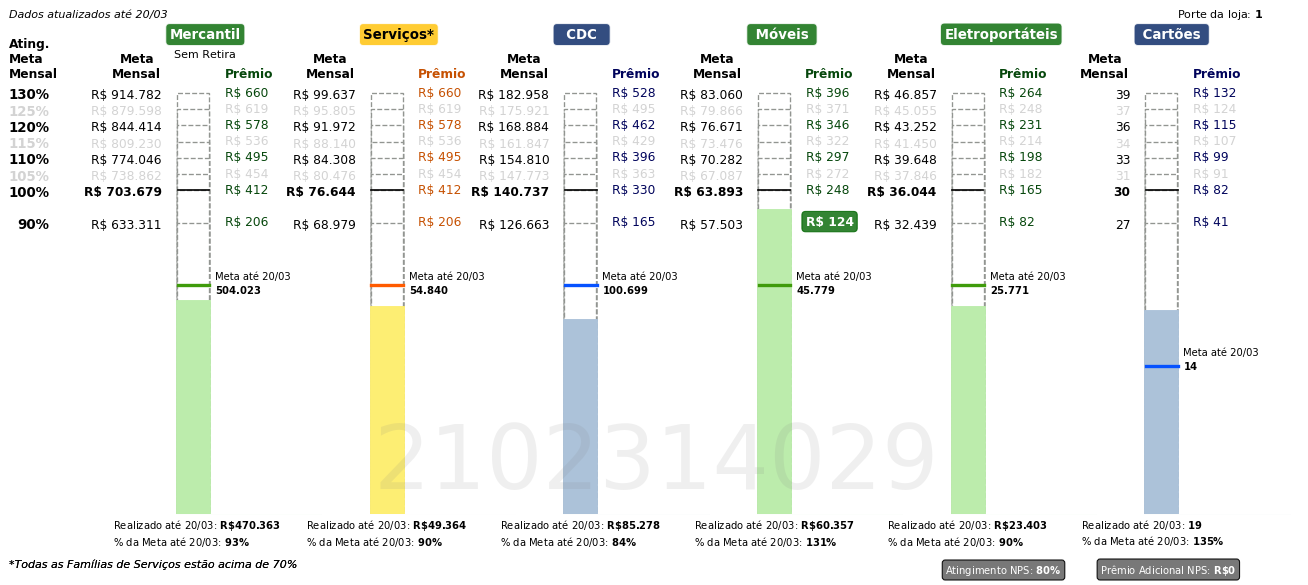 Dados atualizados até 20/03
Porte da loja: 1
Mercantil Serviços* CDC Móveis Eletroportáteis Cartões
Sem Retira
Ating. Meta Mensal
Meta Mensal Prêmio Meta Mensal Prêmio Meta Mensal Prêmio Meta Mensal Prêmio Meta Mensal Prêmio Meta Mensal Prêmio
130% R$ 914.782 R$ 660 R$ 99.637 R$ 660 R$ 182.958 R$ 528 R$ 83.060 R$ 396 R$ 46.857 R$ 264 39 R$ 132
125% R$ 879.598 R$ 619 R$ 95.805 R$ 619 R$ 175.921 R$ 495 R$ 79.866 R$ 371 R$ 45.055 R$ 248 37 R$ 124
120% R$ 844.414 R$ 578 R$ 91.972 R$ 578 R$ 168.884 R$ 462 R$ 76.671 R$ 346 R$ 43.252 R$ 231 36 R$ 115
115% R$ 809.230 R$ 536 R$ 88.140 R$ 536 R$ 161.847 R$ 429 R$ 73.476 R$ 322 R$ 41.450 R$ 214 34 R$ 107
110% R$ 774.046 R$ 495 R$ 84.308 R$ 495 R$ 154.810 R$ 396 R$ 70.282 R$ 297 R$ 39.648 R$ 198 33 R$ 99
105% R$ 738.862 R$ 454 R$ 80.476 R$ 454 R$ 147.773 R$ 363 R$ 67.087 R$ 272 R$ 37.846 R$ 182 31 R$ 91
100% R$ 703.679 R$ 412 R$ 76.644 R$ 412 R$ 140.737 R$ 330 R$ 63.893 R$ 248 R$ 36.044 R$ 165 30 R$ 82
90% R$ 633.311 R$ 206 R$ 68.979 R$ 206 R$ 126.663 R$ 165 R$ 57.503 R$ 124 R$ 32.439 R$ 82 27 R$ 41
Meta até 20/03 Meta até 20/03 Meta até 20/03 Meta até 20/03 Meta até 20/03
504.023 54.840 100.699 45.779 25.771
Meta até 20/03
14
2102314029
Realizado até 20/03: R$470.363 Realizado até 20/03: R$49.364 Realizado até 20/03: R$85.278 Realizado até 20/03: R$60.357 Realizado até 20/03: R$23.403 Realizado até 20/03: 19
% da Meta até 20/03: 93% % da Meta até 20/03: 90% % da Meta até 20/03: 84% % da Meta até 20/03: 131% % da Meta até 20/03: 90% % da Meta até 20/03: 135%
*Todas as Famílias de Serviços estão acima de 70%
Atingimento NPS: 80% Prêmio Adicional NPS: R$0